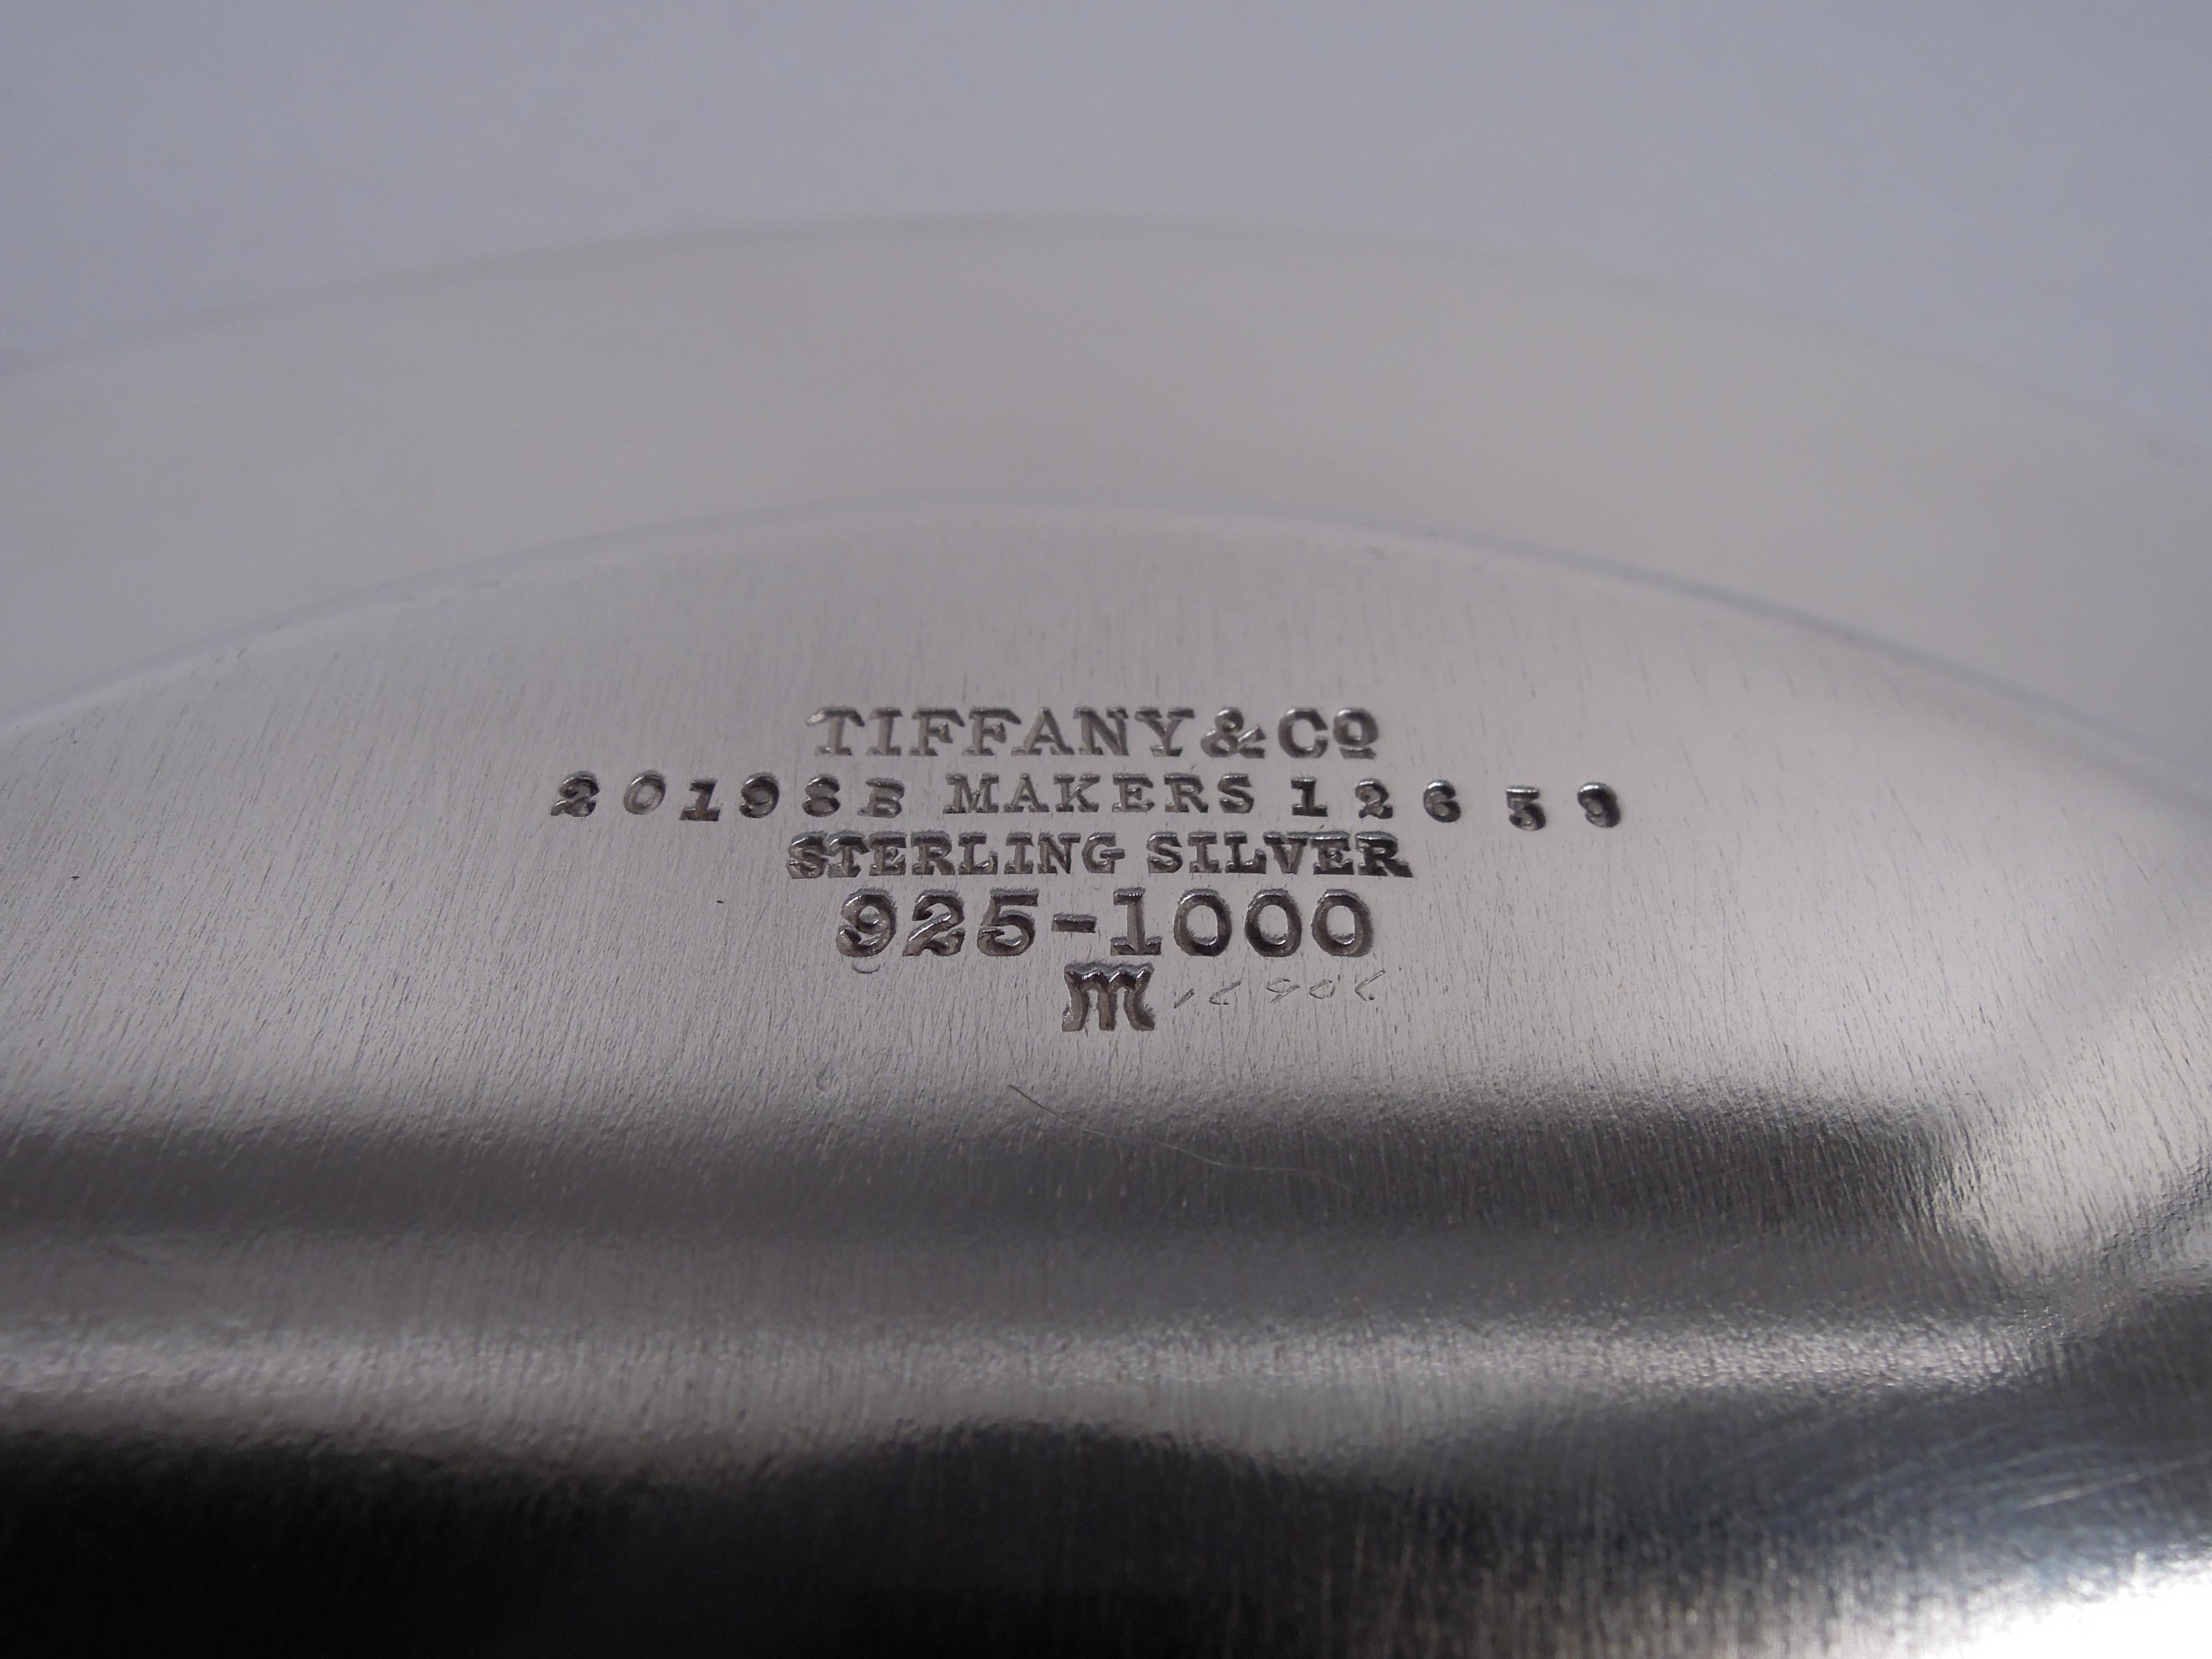 TIFFANY & Cº
20198B MAKERS 12659
STERLING SILVER
925-1000
m